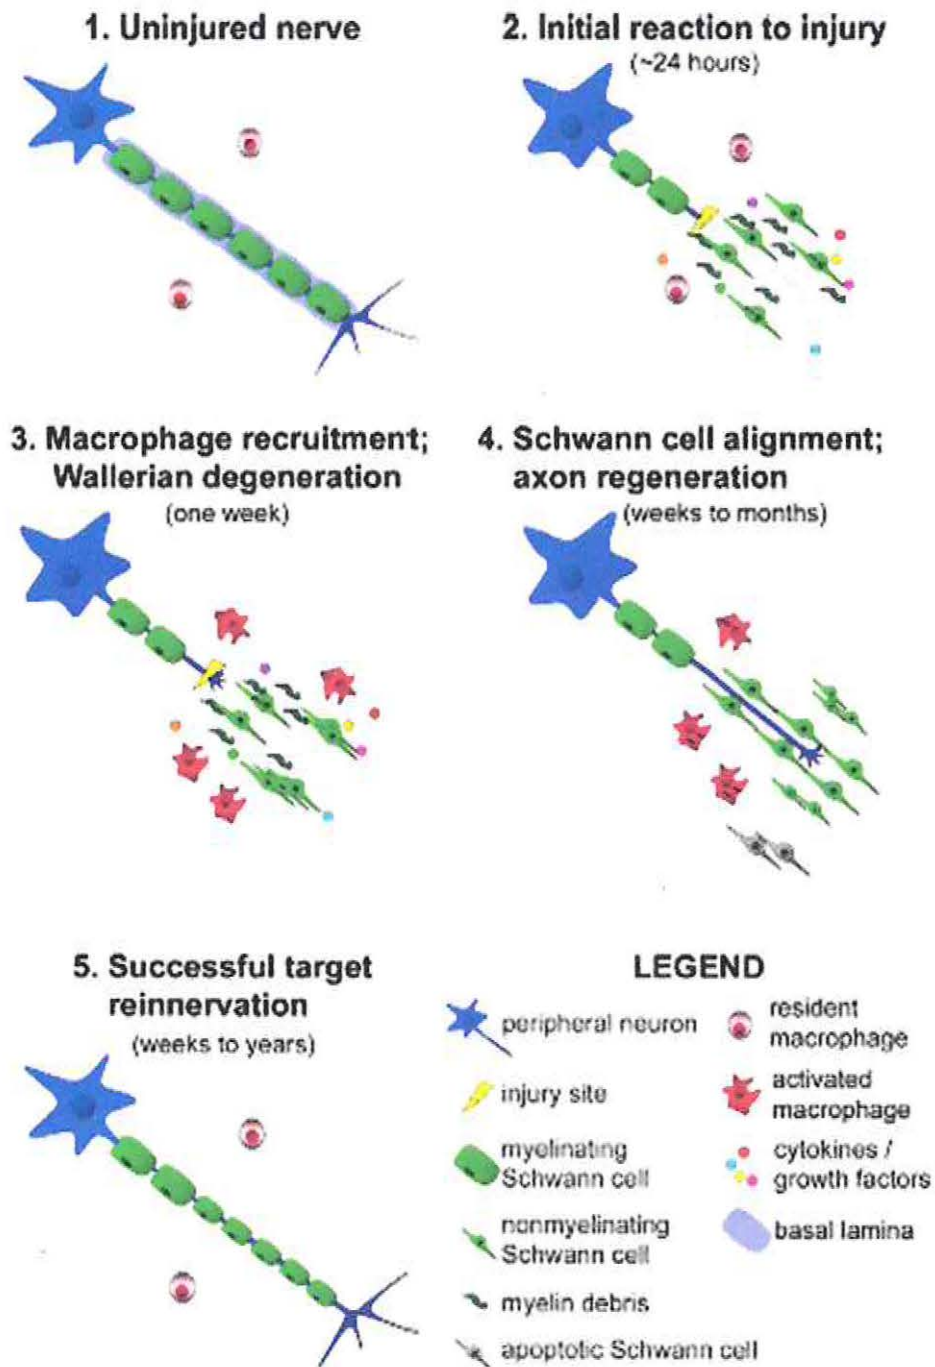 1. Uninjured nerve
2. Initial reaction to injury
(~24 hours)
3. Macrophage recruitment;
Wallerian degeneration
(one week)
4. Schwann cell alignment;
axon regeneration
(weeks to months)
5. Successful target
reinnervation
(weeks to years)
LEGEND
peripheral neuron
injury site
myelinating
Schwann cell
nonmyelinating
Schwann cell
myelin debris
apoptotic Schwann cell
resident
macrophage
activated
macrophage
cytokines /
growth factors
basal lamina